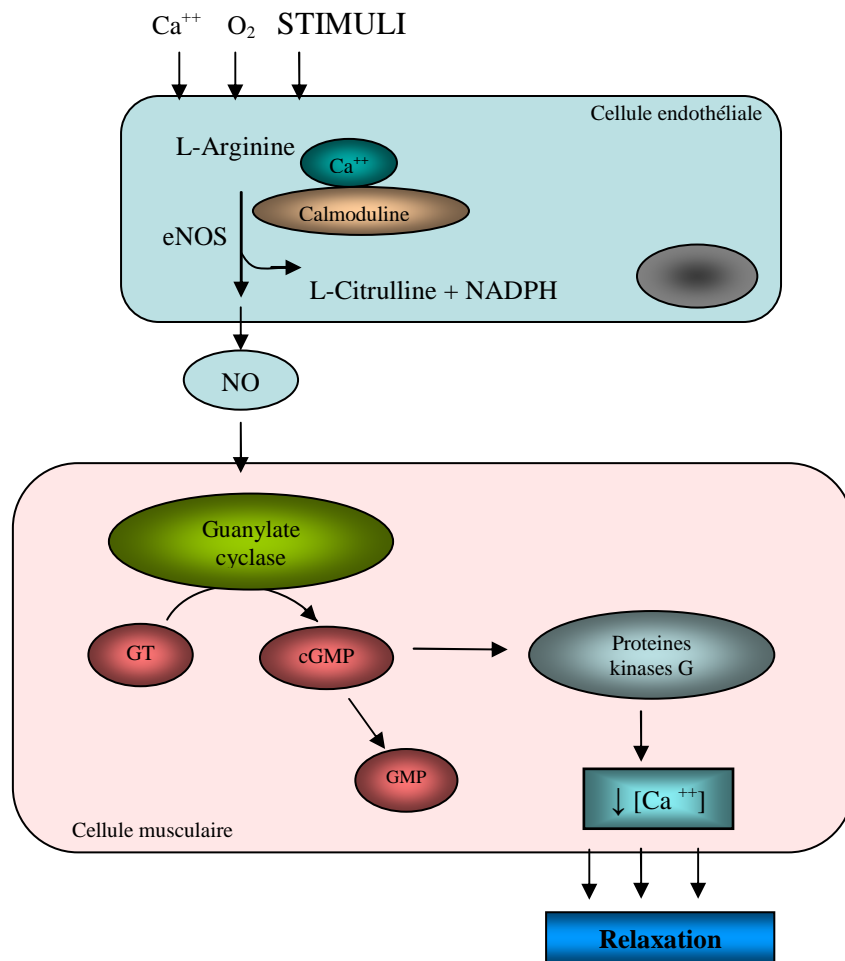 Ca⁺⁺ O₂ STIMULI
Cellule endothéliale
L-Arginine
Ca⁺⁺
Calmoduline
eNOS
L-Citrulline + NADPH
NO
Guanylate
cyclase
GT
cGMP
Proteines
kinases G
GMP
↓ [Ca ⁺⁺]
Cellule musculaire
Relaxation